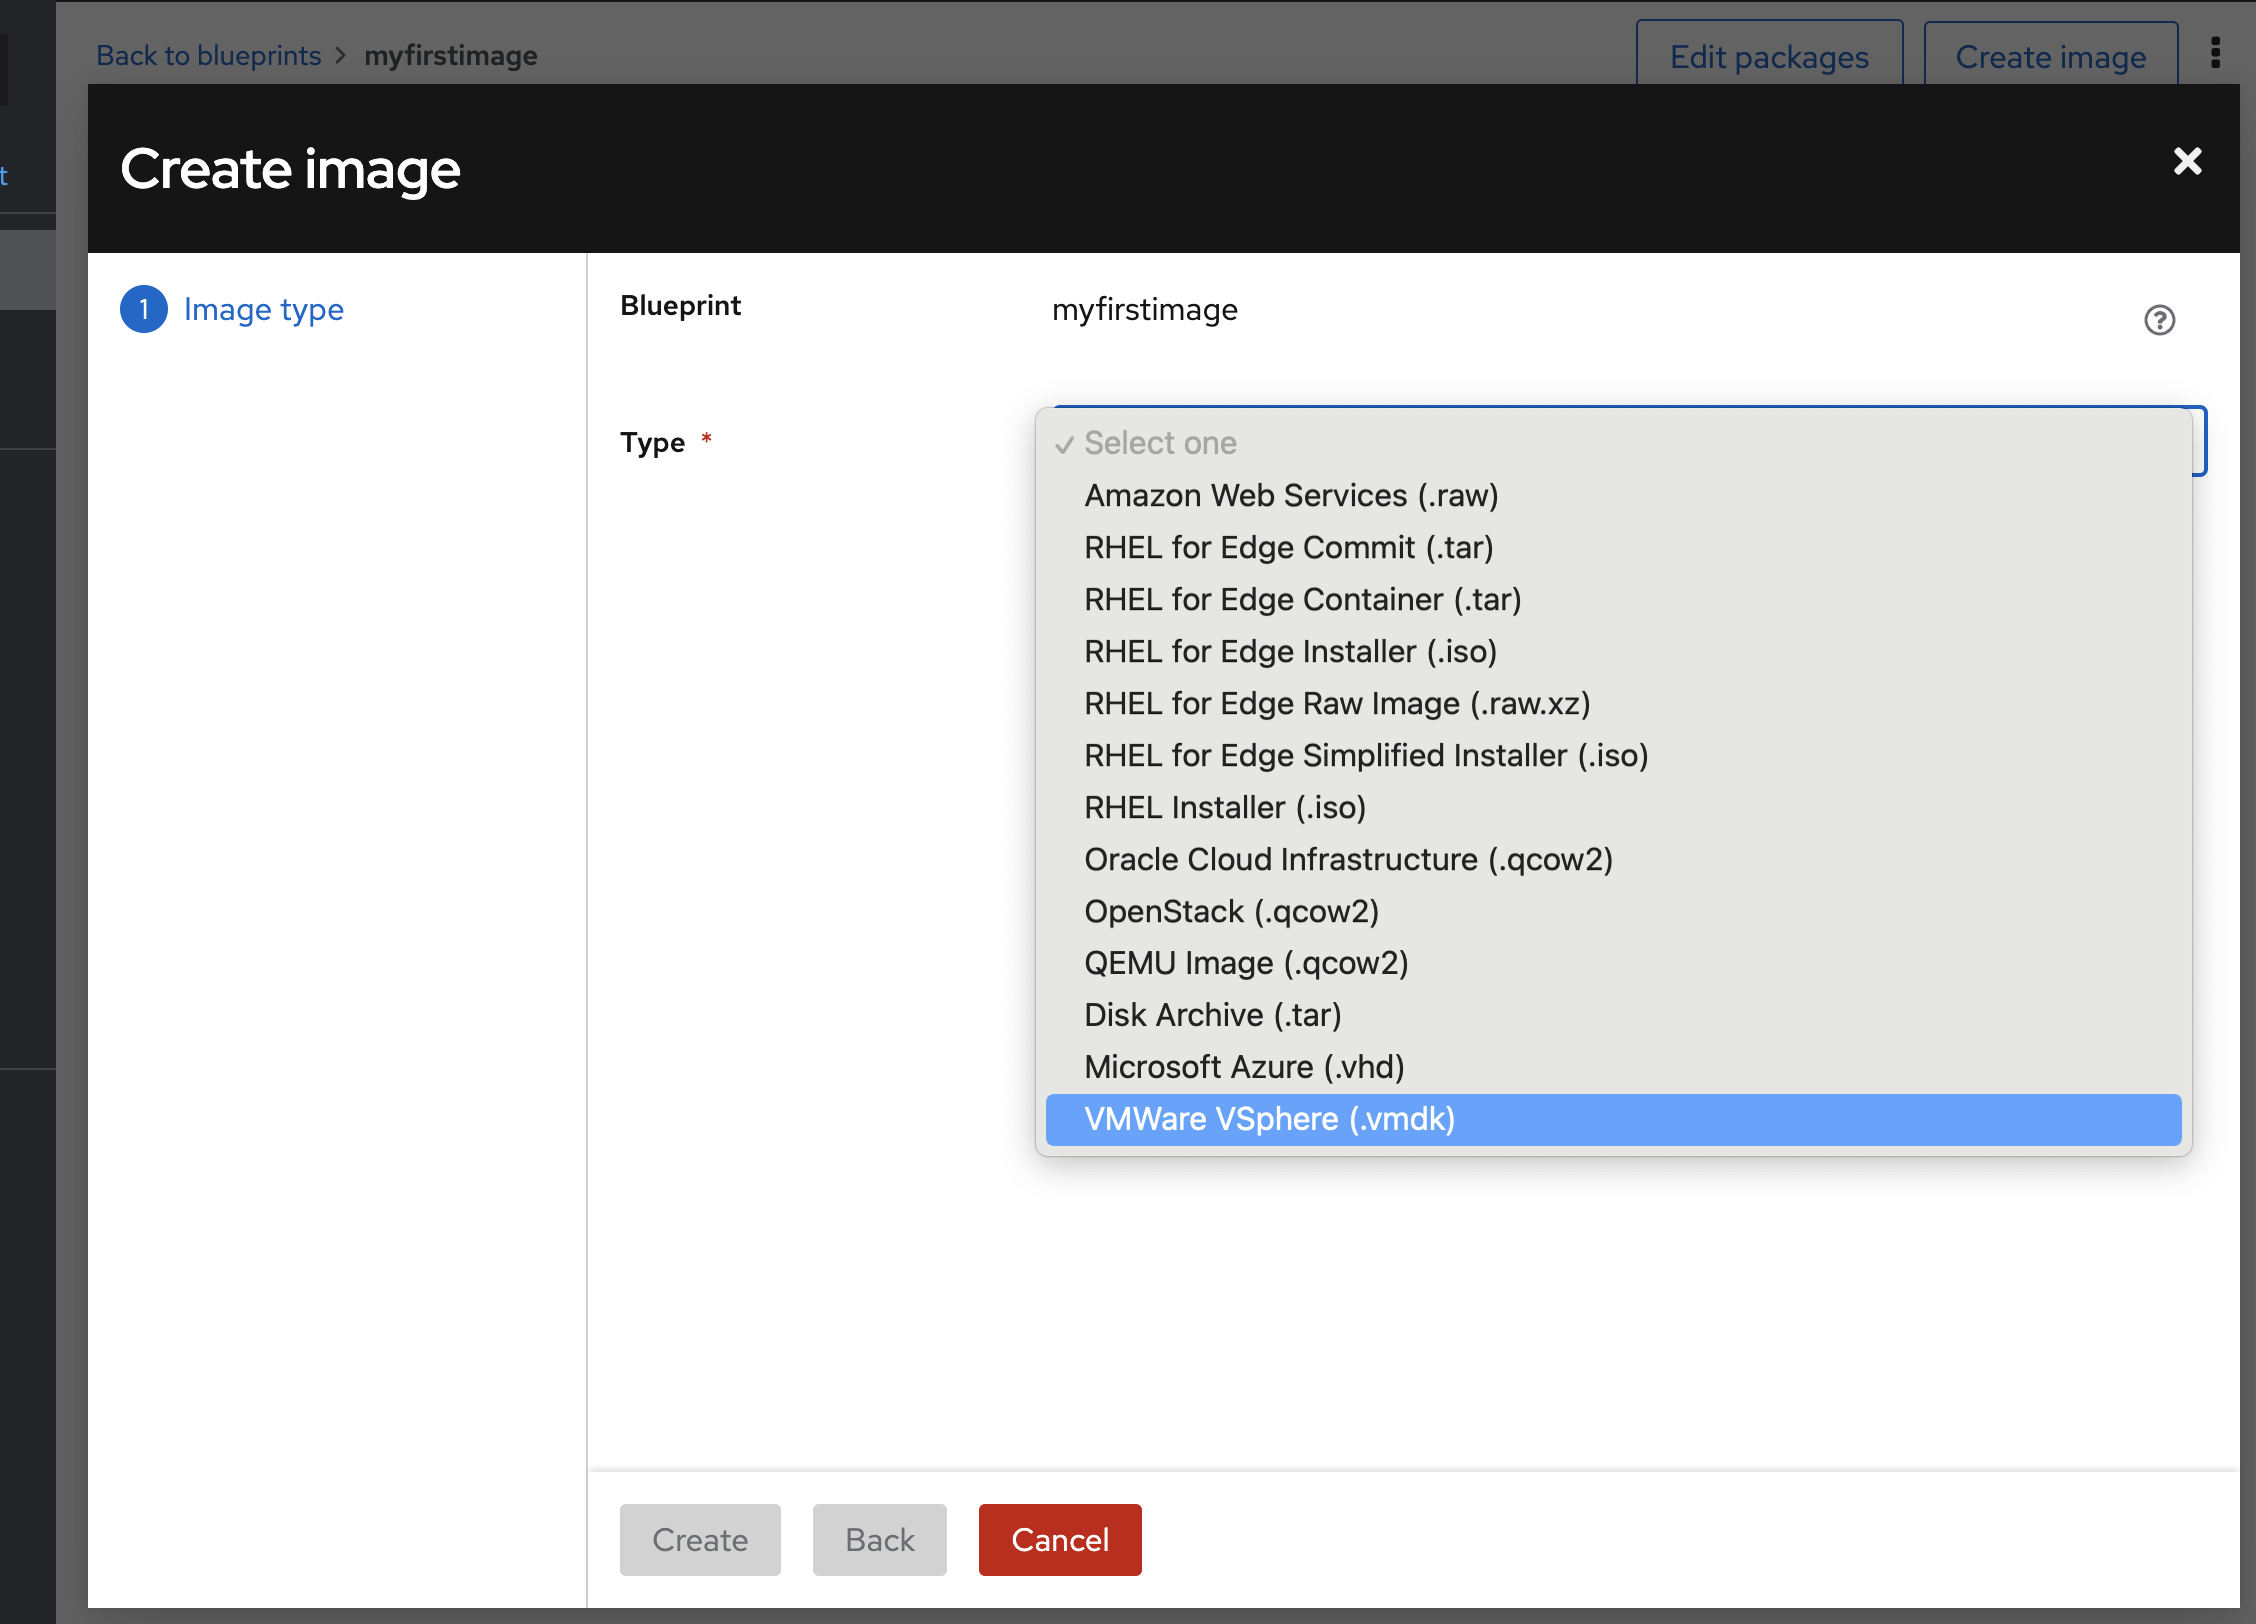 Back to blueprints > myfirstimage
Edit packages
Create image
t
Create image
1 Image type
Blueprint
myfirstimage
Type *
✓ Select one
Amazon Web Services (.raw)
RHEL for Edge Commit (.tar)
RHEL for Edge Container (.tar)
RHEL for Edge Installer (.iso)
RHEL for Edge Raw Image (.raw.xz)
RHEL for Edge Simplified Installer (.iso)
RHEL Installer (.iso)
Oracle Cloud Infrastructure (.qcow2)
OpenStack (.qcow2)
QEMU Image (.qcow2)
Disk Archive (.tar)
Microsoft Azure (.vhd)
VMWare VSphere (.vmdk)
Create
Back
Cancel